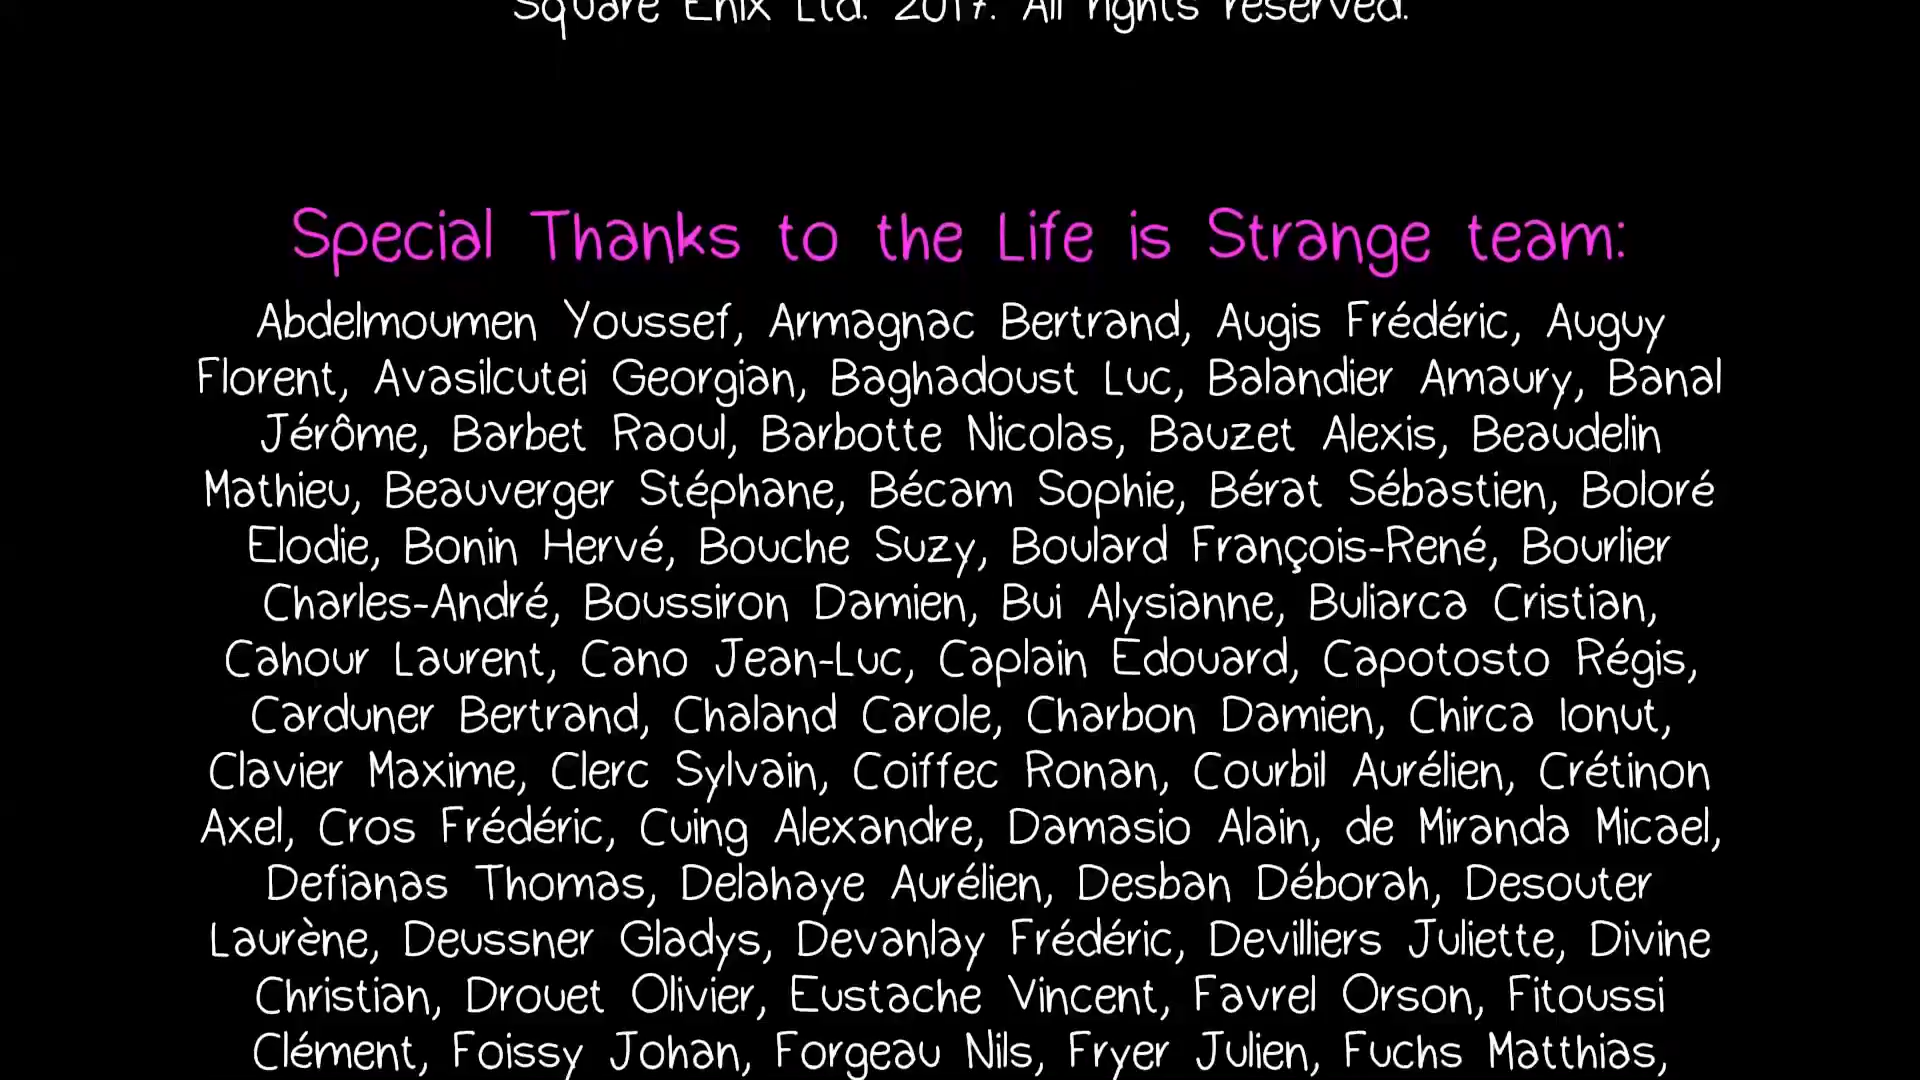 Square Enix Ltd. 2017. All rights reserved.
Special Thanks to the Life is Strange team:
Abdelmoumen Youssef, Armagnac Bertrand, Augis Frédéric, Auguy
Florent, Avasilcutei Georgian, Baghadoust Luc, Balandier Amaury, Banal
Jérôme, Barbet Raoul, Barbotte Nicolas, Bauzet Alexis, Beaudelin
Mathieu, Beauverger Stéphane, Bécam Sophie, Bérat Sébastien, Boloré
Elodie, Bonin Hervé, Bouche Suzy, Boulard François-René, Bourlier
Charles-André, Boussiron Damien, Bui Alysianne, Buliarca Cristian,
Cahour Laurent, Cano Jean-Luc, Caplain Édouard, Capotosto Régis,
Carduner Bertrand, Chaland Carole, Charbon Damien, Chirca Ionut,
Clavier Maxime, Clerc Sylvain, Coiffec Ronan, Courbil Aurélien, Crétinon
Axel, Cros Frédéric, Cuing Alexandre, Damasio Alain, de Miranda Micael,
Defianas Thomas, Delahaye Aurélien, Desban Déborah, Desouter
Laurène, Deussner Gladys, Devanlay Frédéric, Devilliers Juliette, Divine
Christian, Drouet Olivier, Eustache Vincent, Favrel Orson, Fitoussi
Clément, Foissy Johan, Forgeau Nils, Fryer Julien, Fuchs Matthias,